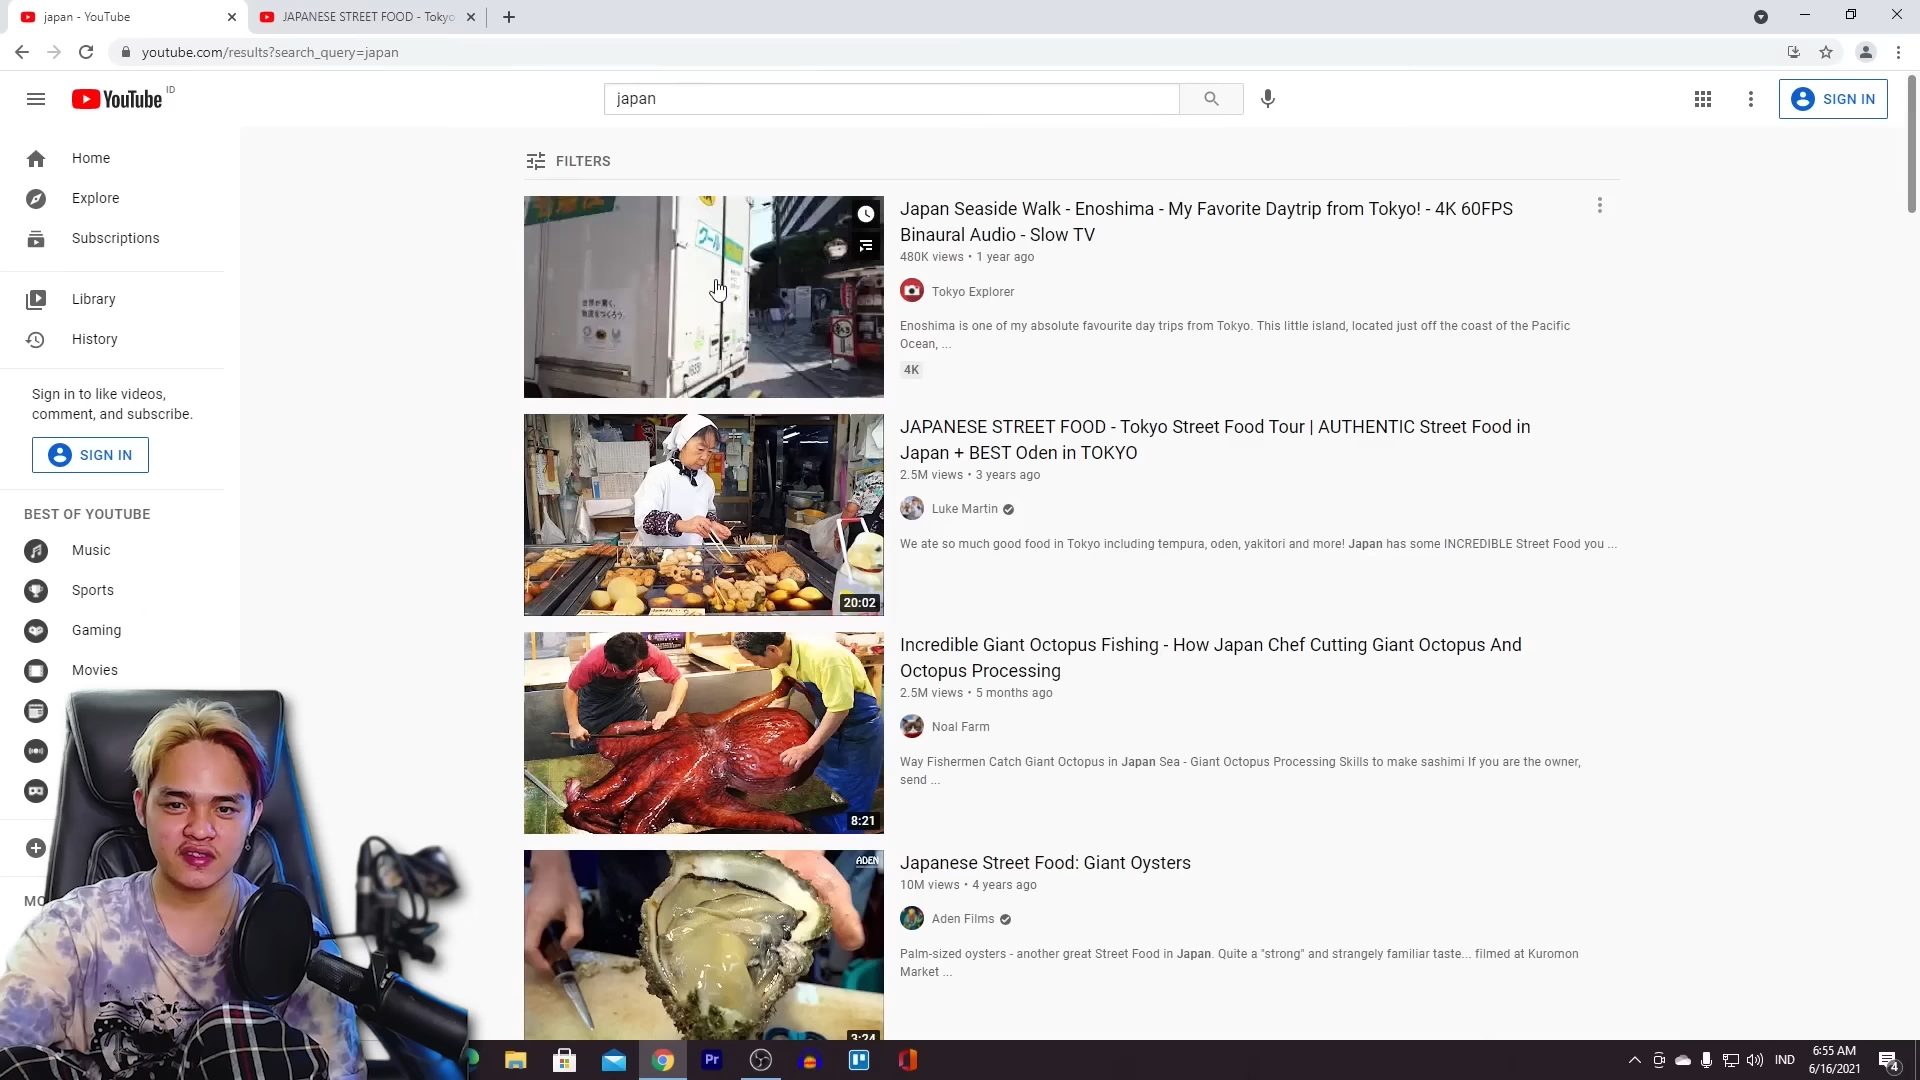 japan - YouTube
JAPANESE STREET FOOD - Tokyo
youtube.com/results?search_query=japan
YouTube
ID
japan
SIGN IN
Home
Explore
Subscriptions
Library
History
Sign in to like videos,
comment, and subscribe.
SIGN IN
BEST OF YOUTUBE
Music
Sports
Gaming
Movies
MO
FILTERS
クール
Japan Seaside Walk - Enoshima - My Favorite Daytrip from Tokyo! - 4K 60FPS
Binaural Audio - Slow TV
480K views • 1 year ago
Tokyo Explorer
Enoshima is one of my absolute favourite day trips from Tokyo. This little island, located just off the coast of the Pacific
Ocean, ...
4K
20:02
JAPANESE STREET FOOD - Tokyo Street Food Tour | AUTHENTIC Street Food in
Japan + BEST Oden in TOKYO
2.5M views • 3 years ago
Luke Martin
We ate so much good food in Tokyo including tempura, oden, yakitori and more! Japan has some INCREDIBLE Street Food you ...
8:21
Incredible Giant Octopus Fishing - How Japan Chef Cutting Giant Octopus And
Octopus Processing
2.5M views • 5 months ago
Noal Farm
Way Fishermen Catch Giant Octopus in Japan Sea - Giant Octopus Processing Skills to make sashimi If you are the owner,
send ...
ADEN
3:24
Japanese Street Food: Giant Oysters
10M views • 4 years ago
Aden Films
Palm-sized oysters - another great Street Food in Japan. Quite a "strong" and strangely familiar taste... filmed at Kuromon
Market ...
Pr
IND
6:55 AM
6/16/2021
4